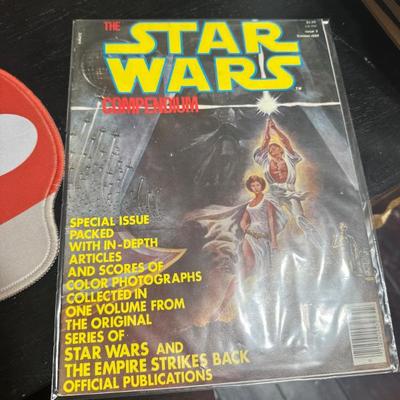 THE
STAR
WARS
TM
COMPENDIUM
SPECIAL ISSUE
PACKED
WITH IN-DEPTH
ARTICLES
AND SCORES OF
COLOR PHOTOGRAPHS
COLLECTED IN
ONE VOLUME FROM
THE ORIGINAL
SERIES OF
STAR WARS AND
THE EMPIRE STRIKES BACK
OFFICIAL PUBLICATIONS